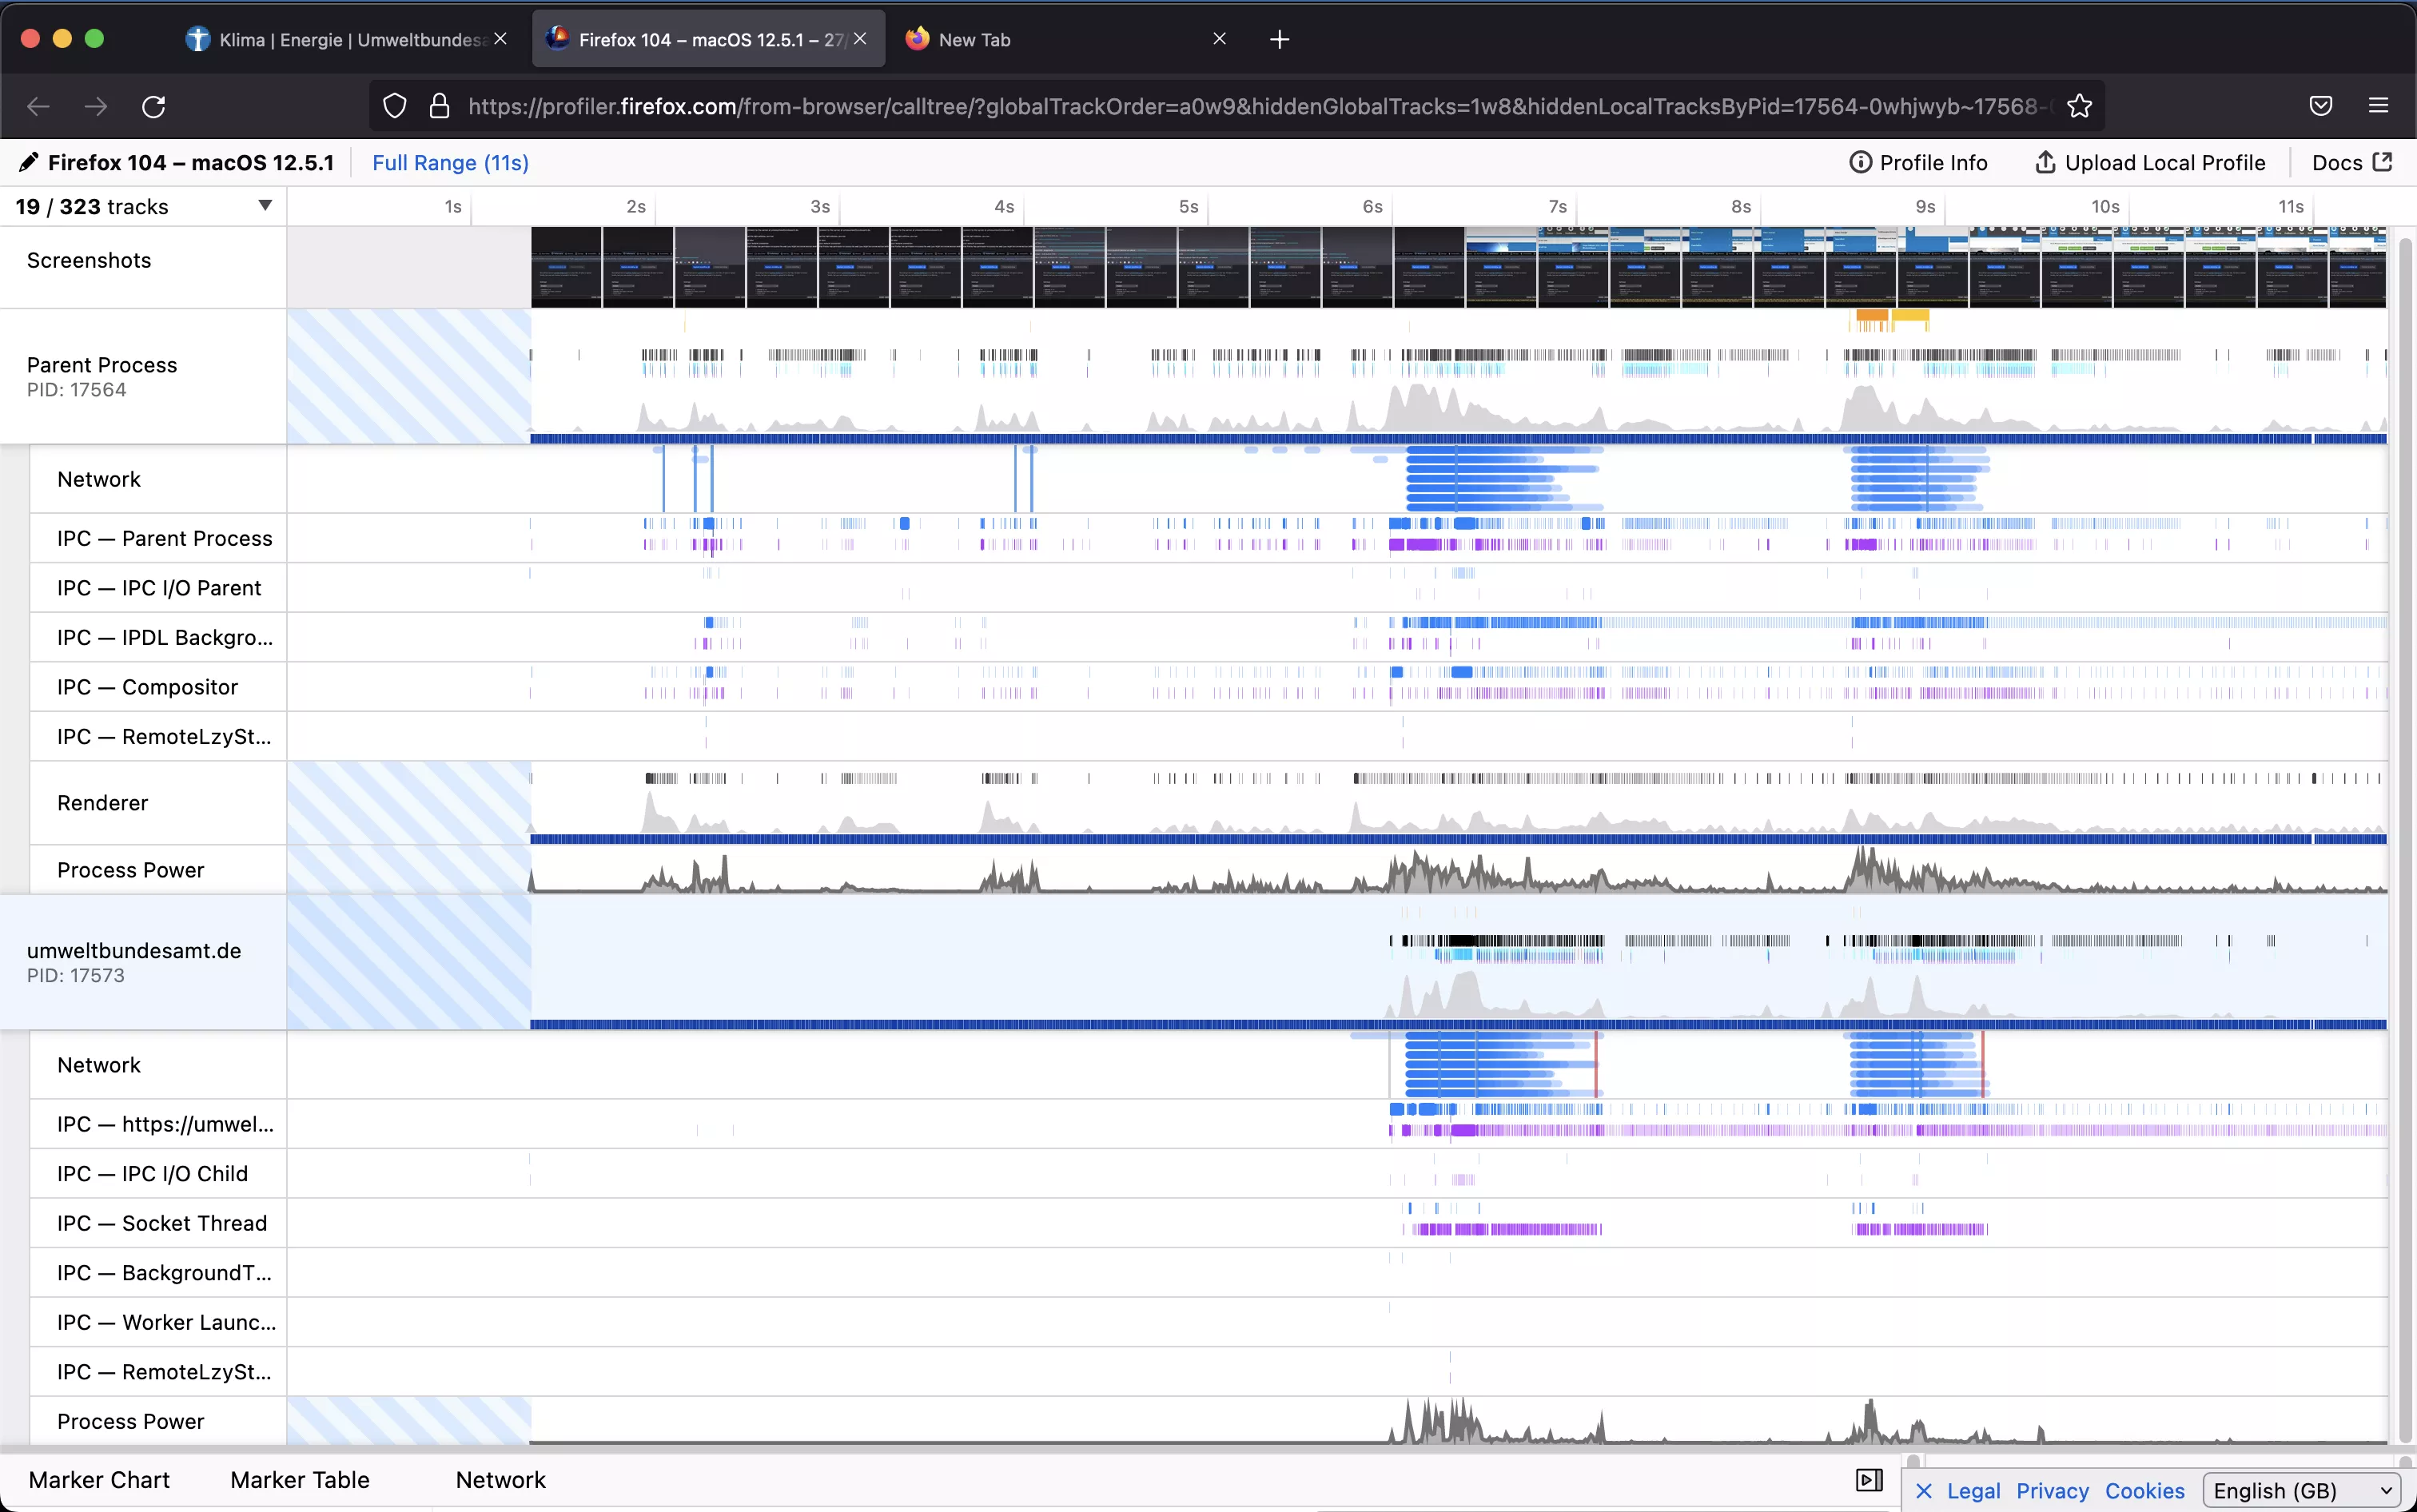 Klima | Energie | Umweltbundesa
Firefox 104 – macOS 12.5.1 – 27/
New Tab
https://profiler.firefox.com/from-browser/calltree/?globalTrackOrder=a0w9&hiddenGlobalTracks=1w8&hiddenLocalTracksByPid=17564-0whjwyb~17568-
Firefox 104 – macOS 12.5.1
Full Range (11s)
Profile Info
Upload Local Profile
Docs
19 / 323 tracks
1s 2s 3s 4s 5s 6s 7s 8s 9s 10s 11s
Screenshots
Parent Process
PID: 17564
Network
IPC — Parent Process
IPC — IPC I/O Parent
IPC — IPDL Backgro...
IPC — Compositor
IPC — RemoteLzySt...
Renderer
Process Power
umweltbundesamt.de
PID: 17573
Network
IPC — https://umwel...
IPC — IPC I/O Child
IPC — Socket Thread
IPC — BackgroundT...
IPC — Worker Launc...
IPC — RemoteLzySt...
Process Power
Marker Chart
Marker Table
Network
Legal
Privacy
Cookies
English (GB)